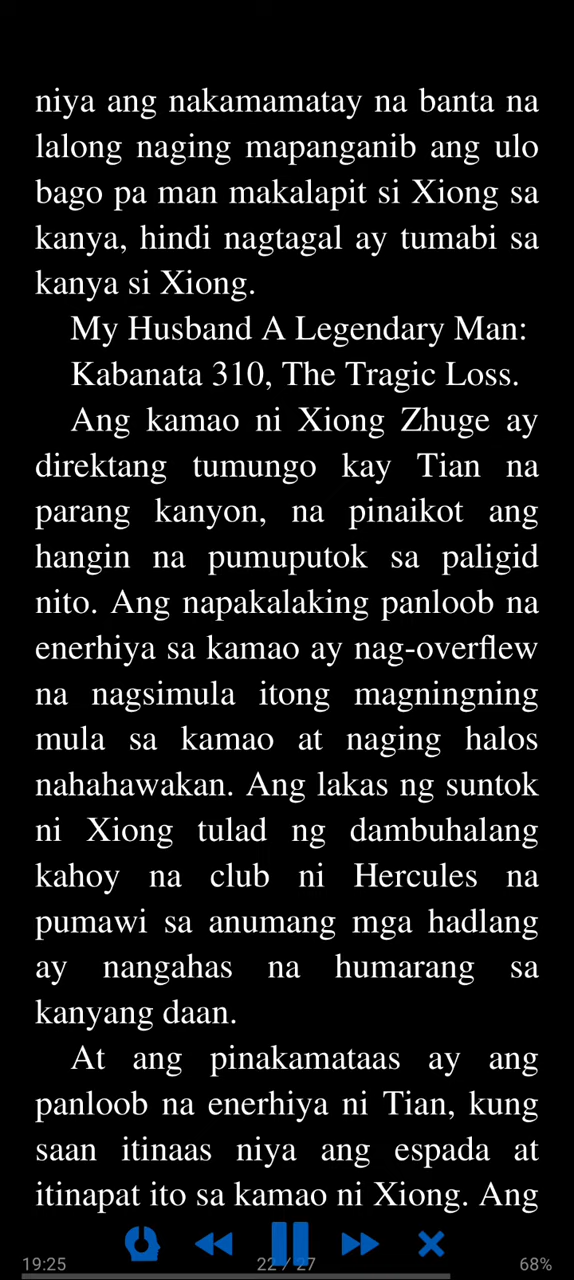 niya ang nakamamatay na banta na
lalong naging mapanganib ang ulo
bago pa man makalapit si Xiong sa
kanya, hindi nagtagal ay tumabi sa
kanya si Xiong.
My Husband A Legendary Man:
Kabanata 310, The Tragic Loss.
Ang kamao ni Xiong Zhuge ay
direktang tumungo kay Tian na
parang kanyon, na pinaikot ang
hangin na pumuputok sa paligid
nito. Ang napakalaking panloob na
enerhiya sa kamao ay nag-overflew
na nagsimula itong magningning
mula sa kamao at naging halos
nahahawakan. Ang lakas ng suntok
ni Xiong tulad ng dambuhalang
kahoy na club ni Hercules na
pumawi sa anumang mga hadlang
ay nangahas na humarang sa
kanyang daan.
At ang pinakamataas ay ang
panloob na enerhiya ni Tian, kung
saan itinaas niya ang espada at
itinapat ito sa kamao ni Xiong. Ang
19:25 22 / 27 68%